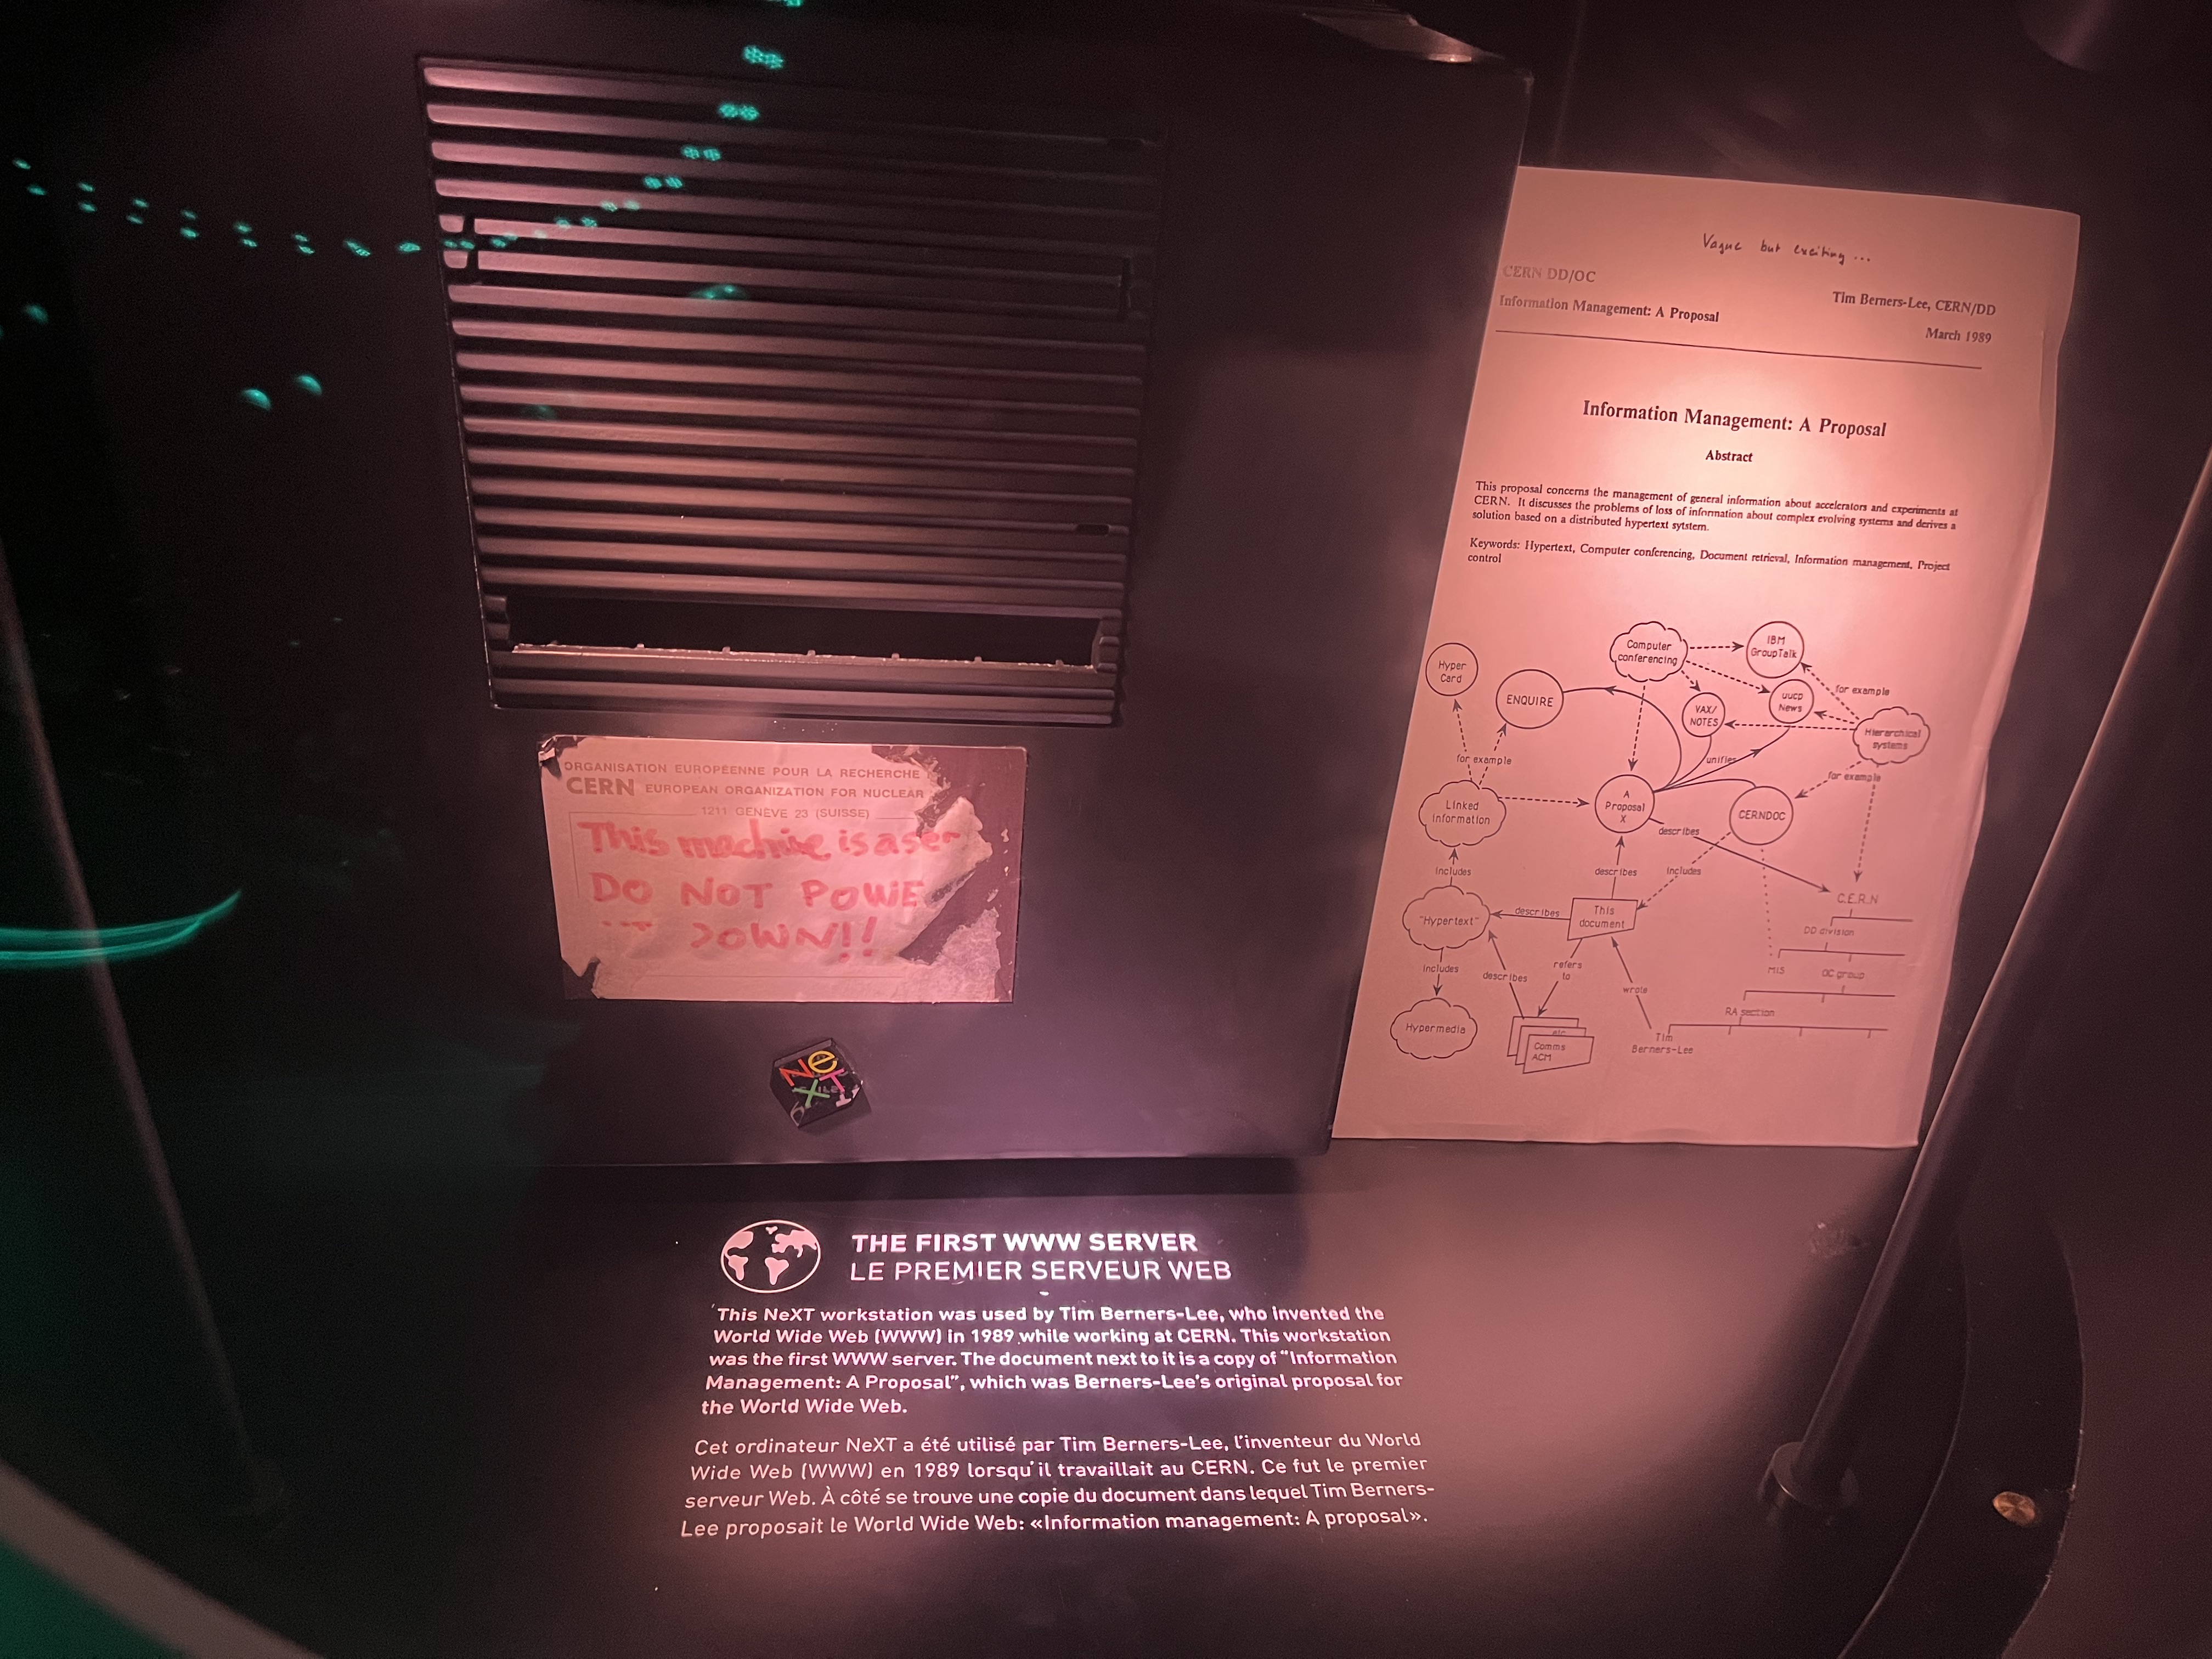 ORGANISATION EUROPÉENNE POUR LA RECHERCHE
CERN EUROPEAN ORGANIZATION FOR NUCLEAR
1211 GENÈVE 23 (SUISSE)
This machine is a ser
DO NOT POWE
DOWN!!
NeXT
Vague but exciting ...
CERN DD/OC
Tim Berners-Lee, CERN/DD
Information Management: A Proposal
March 1989
Information Management: A Proposal
Abstract
This proposal concerns the management of general information about accelerators and experiments at
CERN. It discusses the problems of loss of information about complex evolving systems and derives a
solution based on a distributed hypertext sytstem.
Keywords: Hypertext, Computer conferencing, Document retrieval, Information management, Project
control
Computer
conferencing
IBM
GroupTalk
Hyper
Card
ENQUIRE
VAX/
NOTES
uucp
News
for example
Hierarchical
systems
for example
unifies
for example
Linked
information
A
Proposal
X
CERNDOC
describes
includes
describes
includes
C.E.R.N
"Hypertext"
describes
This
document
DD division
includes
describes
refers
to
MIS
OC group
wrote
RA section
Hypermedia
etc
Comms
ACM
Tim
Berners-Lee
THE FIRST WWW SERVER
LE PREMIER SERVEUR WEB
This NeXT workstation was used by Tim Berners-Lee, who invented the
World Wide Web (WWW) in 1989 while working at CERN. This workstation
was the first WWW server. The document next to it is a copy of "Information
Management: A Proposal", which was Berners-Lee's original proposal for
the World Wide Web.
Cet ordinateur NeXT a été utilisé par Tim Berners-Lee, l'inventeur du World
Wide Web (WWW) en 1989 lorsqu'il travaillait au CERN. Ce fut le premier
serveur Web. À côté se trouve une copie du document dans lequel Tim Berners-
Lee proposait le World Wide Web: «Information management: A proposal».